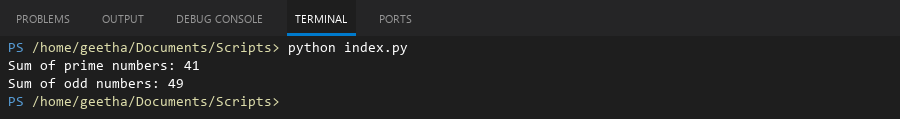 PROBLEMS OUTPUT DEBUG CONSOLE TERMINAL PORTS
PS /home/geetha/Documents/Scripts> python index.py
Sum of prime numbers: 41
Sum of odd numbers: 49
PS /home/geetha/Documents/Scripts>